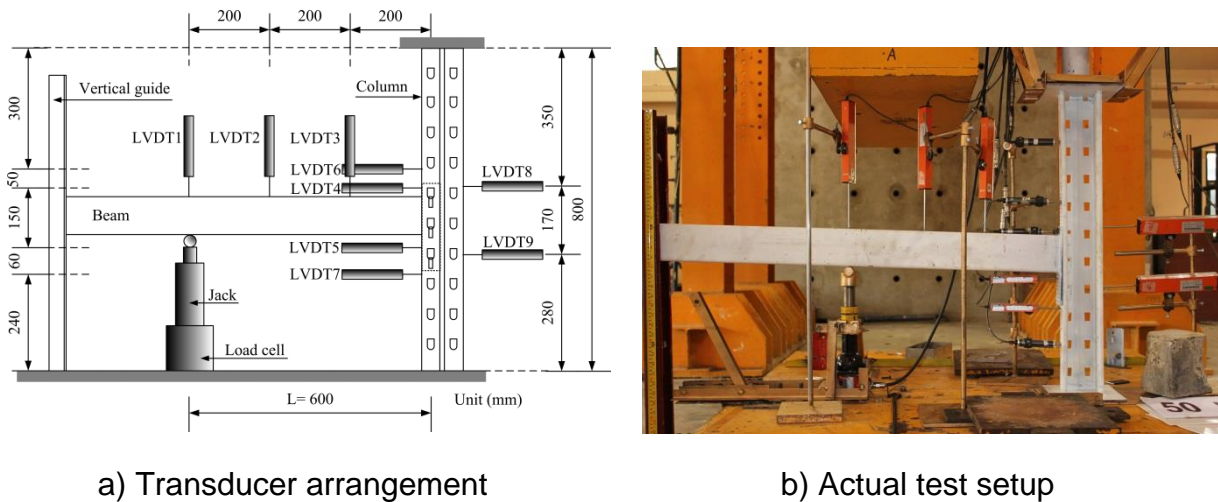 200
200
200
300
50
150
60
240
Vertical guide
Column
LVDT1
LVDT2
LVDT3
LVDT6
LVDT4
Beam
LVDT5
LVDT7
Jack
Load cell
L= 600
Unit (mm)
LVDT8
LVDT9
350
170
280
800
A
50
a) Transducer arrangement
b) Actual test setup